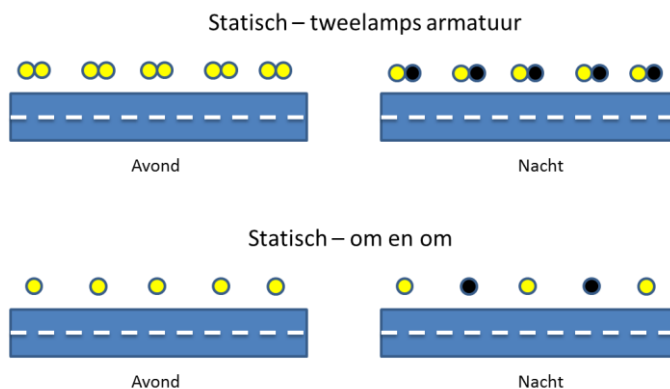 Statisch – tweelamps armatuur
Avond
Nacht
Statisch – om en om
Avond
Nacht